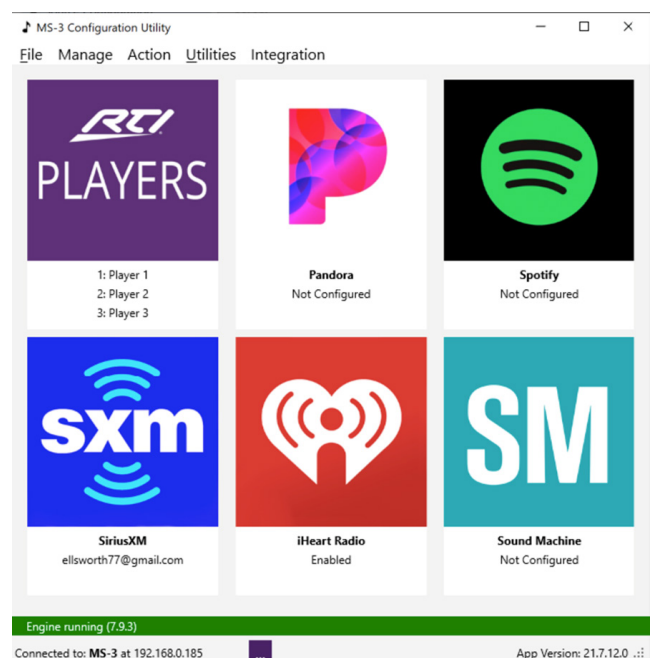 MS-3 Configuration Utility
File Manage Action Utilities Integration
RTI
PLAYERS
1: Player 1
2: Player 2
3: Player 3
Pandora
Not Configured
Spotify
Not Configured
sxm
SiriusXM
ellsworth77@gmail.com
iHeart Radio
Enabled
SM
Sound Machine
Not Configured
Engine running (7.9.3)
Connected to: MS-3 at 192.168.0.185
...
App Version: 21.7.12.0